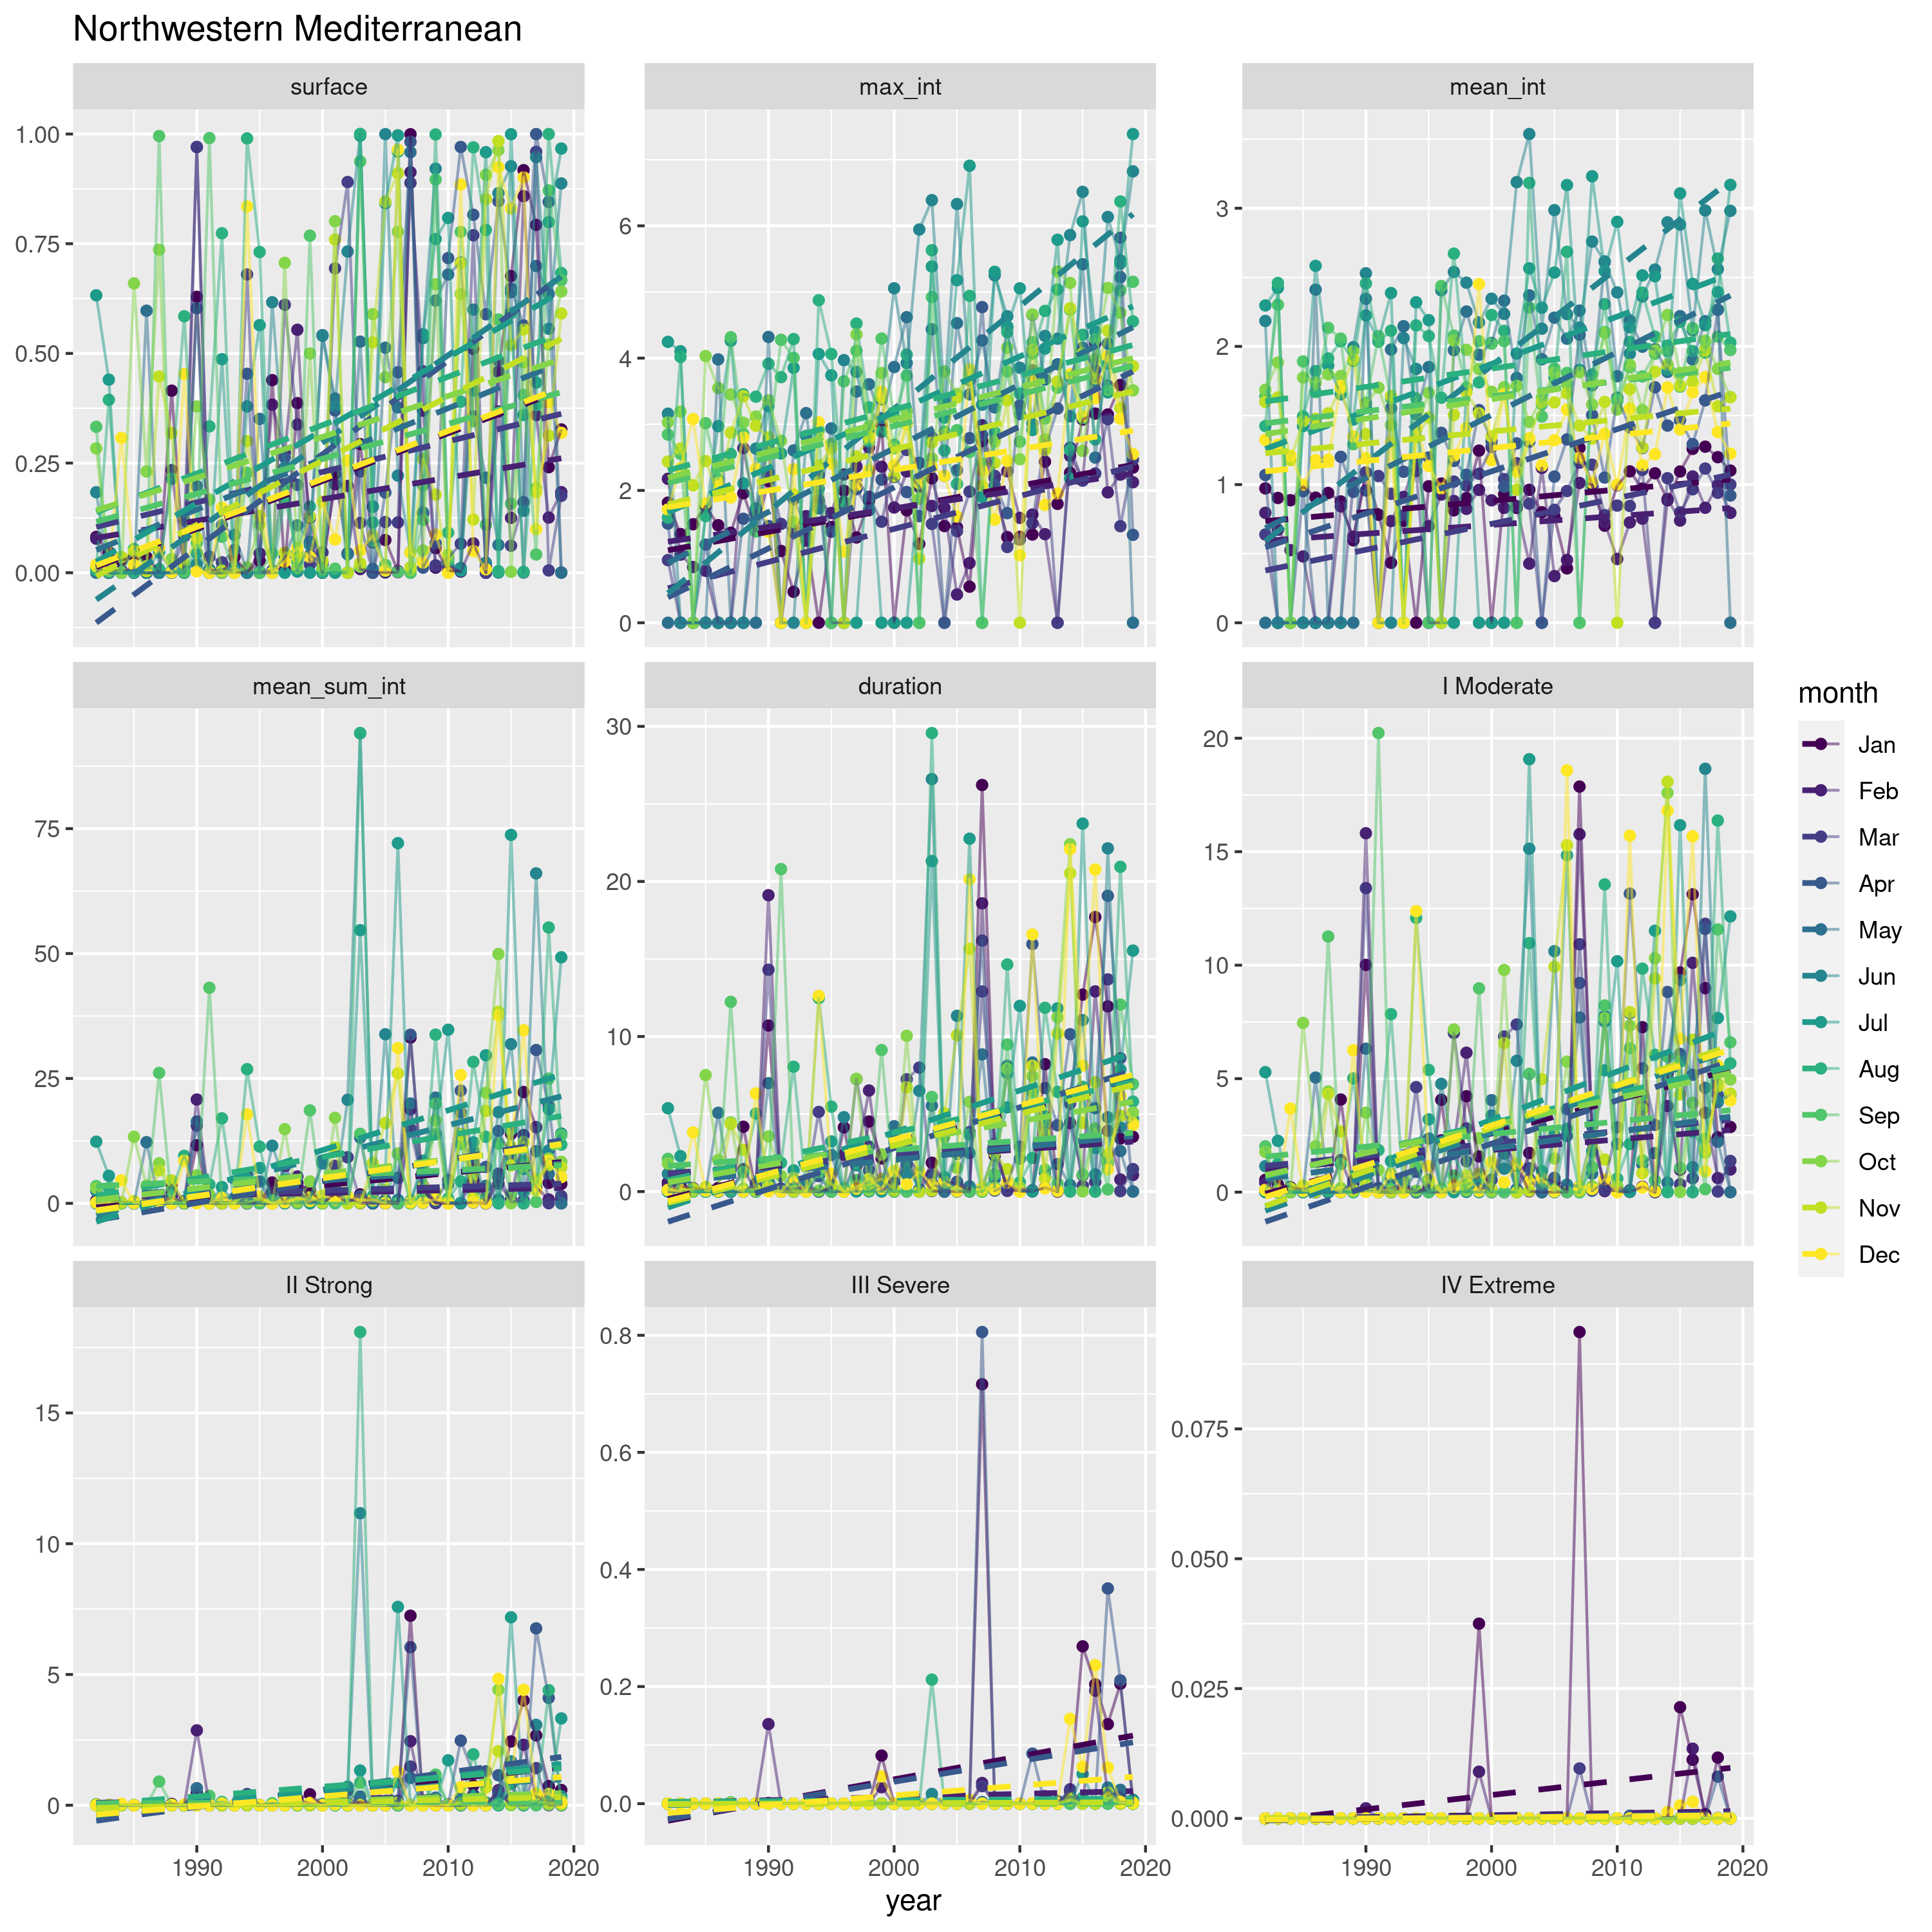 Northwestern Mediterranean
surface
max_int
mean_int
1.00
0.75
0.50
0.25
0.00
6
4
2
0
3
2
1
0
mean_sum_int
duration
I Moderate
75
50
25
0
30
20
10
0
20
15
10
5
0
II Strong
III Severe
IV Extreme
15
10
5
0
0.8
0.6
0.4
0.2
0.0
0.075
0.050
0.025
0.000
1990 2000 2010 2020
1990 2000 2010 2020
1990 2000 2010 2020
year
month
Jan
Feb
Mar
Apr
May
Jun
Jul
Aug
Sep
Oct
Nov
Dec